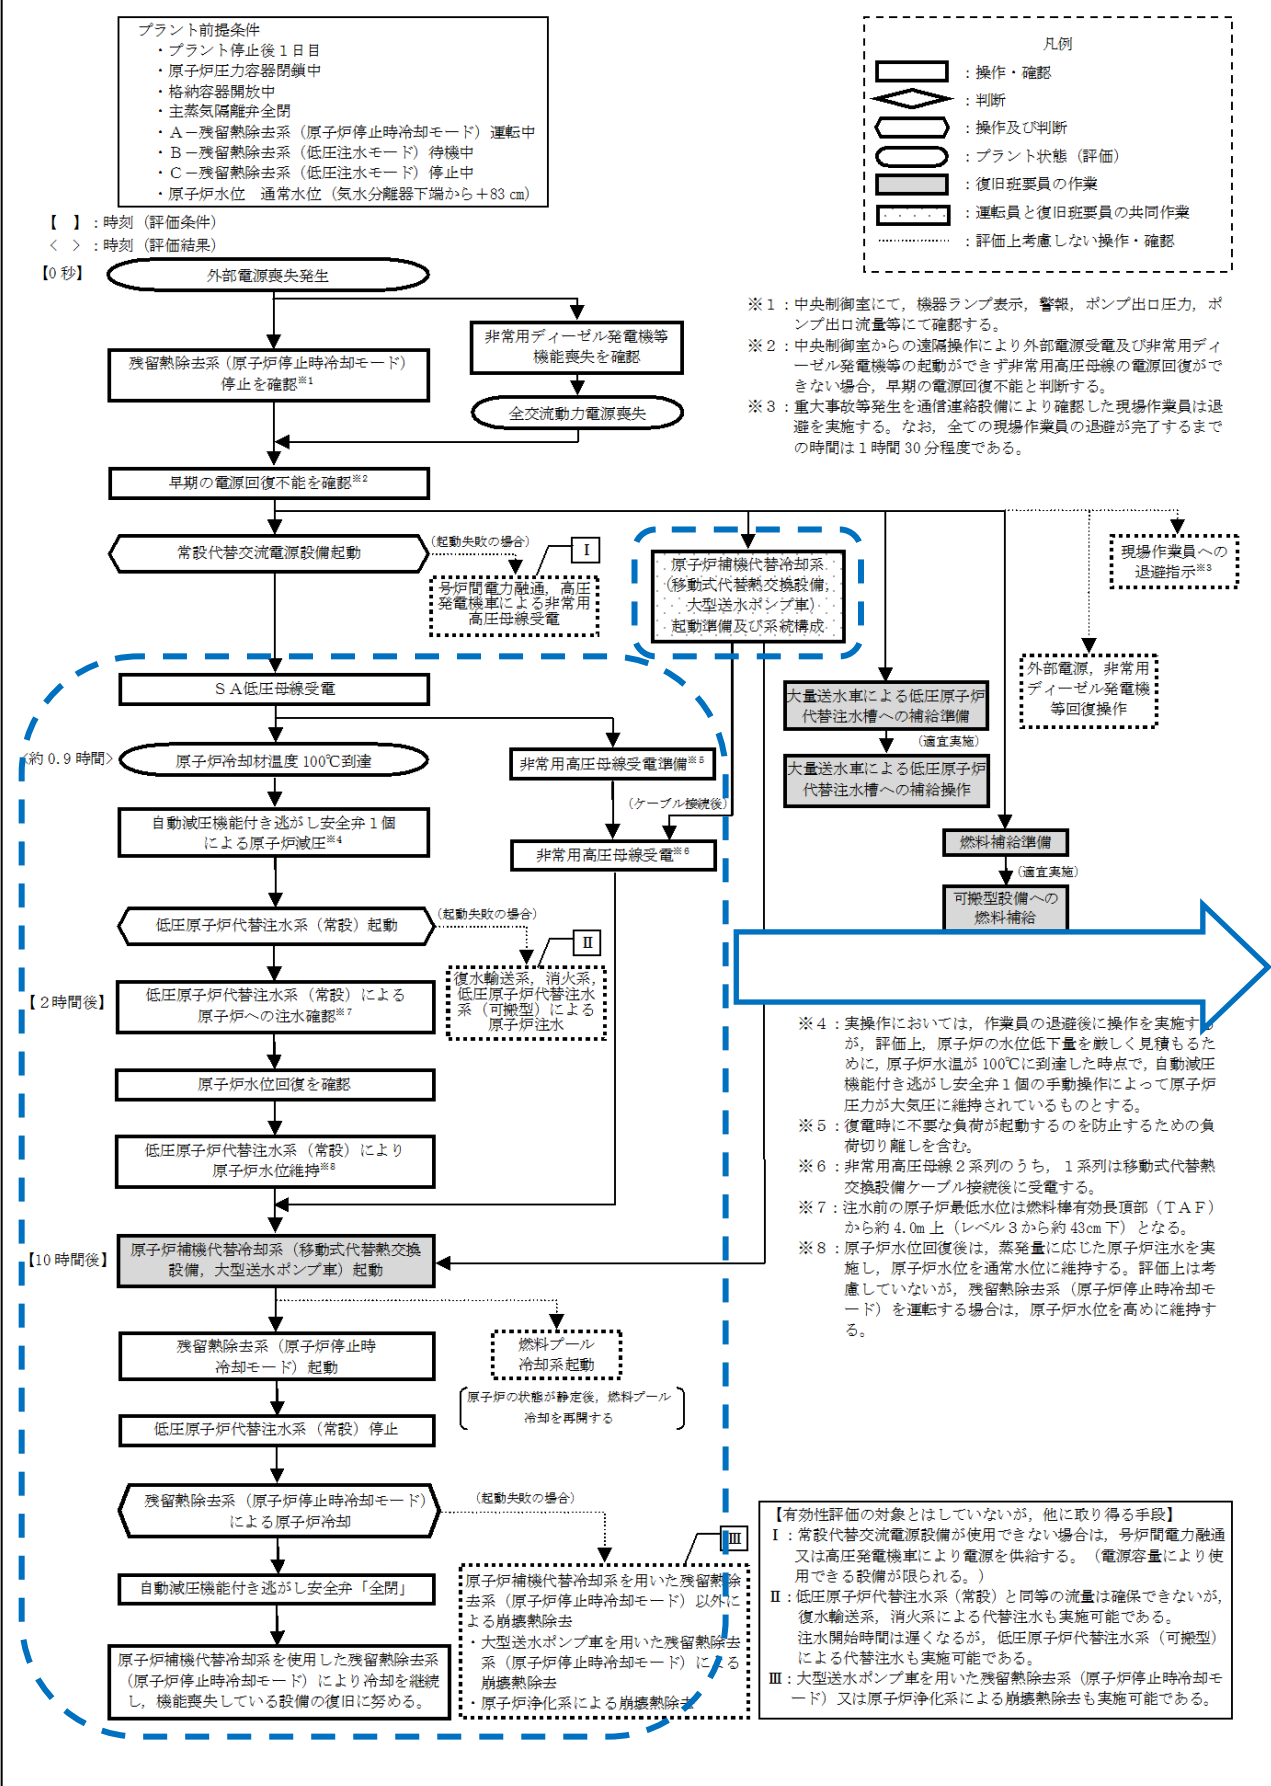 プラント前提条件
・プラント停止後１日目
・原子炉圧力容器閉鎖中
・格納容器開放中
・主蒸気隔離弁全閉
・Ａ－残留熱除去系（原子炉停止時冷却モード）運転中
・Ｂ－残留熱除去系（低圧注水モード）待機中
・Ｃ－残留熱除去系（低圧注水モード）停止中
・原子炉水位　通常水位（気水分離器下端から＋83 cm）
凡例
：操作・確認
：判断
：操作及び判断
：プラント状態（評価）
：復旧班要員の作業
：運転員と復旧班要員の共同作業
：評価上考慮しない操作・確認
【　】：時刻（評価条件）
＜　＞：時刻（評価結果）
【0 秒】
外部電源喪失発生
非常用ディーゼル発電機等
機能喪失を確認
残留熱除去系（原子炉停止時冷却モード）
停止を確認※1
全交流動力電源喪失
早期の電源回復不能を確認※2
※１：中央制御室にて，機器ランプ表示，警報，ポンプ出口圧力，ポ
ンプ出口流量等にて確認する。
※２：中央制御室からの遠隔操作により外部電源受電及び非常用ディ
ーゼル発電機等の起動ができず非常用高圧母線の電源回復がで
きない場合，早期の電源回復不能と判断する。
※３：重大事故等発生を通信連絡設備により確認した現場作業員は退
避を実施する。なお，全ての現場作業員の退避が完了するまで
の時間は１時間 30 分程度である。
常設代替交流電源設備起動
（起動失敗の場合）
Ⅰ
号炉間電力融通，高圧
発電機車による非常用
高圧母線受電
原子炉補機代替冷却系
（移動式代替熱交換設備，
大型送水ポンプ車）
起動準備及び系統構成
現場作業員への
退避指示※3
外部電源，非常用
ディーゼル発電機
等回復操作
ＳＡ低圧母線受電
大量送水車による低圧原子炉
代替注水槽への補給準備
（適宜実施）
大量送水車による低圧原子炉
代替注水槽への補給操作
〈約 0.9 時間〉
原子炉冷却材温度 100℃到達
非常用高圧母線受電準備※5
（ケーブル接続後）
自動減圧機能付き逃がし安全弁１個
による原子炉減圧※4
非常用高圧母線受電※6
燃料補給準備
（適宜実施）
可搬型設備への
燃料補給
低圧原子炉代替注水系（常設）起動
（起動失敗の場合）
Ⅱ
復水輸送系，消火系，
低圧原子炉代替注水
系（可搬型）による
原子炉注水
【２時間後】
低圧原子炉代替注水系（常設）による
原子炉への注水確認※7
原子炉水位回復を確認
低圧原子炉代替注水系（常設）により
原子炉水位維持※8
※４：実操作においては，作業員の退避後に操作を実施する
が，評価上，原子炉の水位低下量を厳しく見積もるた
めに，原子炉水温が 100℃に到達した時点で，自動減圧
機能付き逃がし安全弁１個の手動操作によって原子炉
圧力が大気圧に維持されているものとする。
※５：復電時に不要な負荷が起動するのを防止するための負
荷切り離しを含む。
※６：非常用高圧母線２系列のうち，１系列は移動式代替熱
交換設備ケーブル接続後に受電する。
※７：注水前の原子炉最低水位は燃料棒有効長頂部（ＴＡＦ）
から約 4.0m 上（レベル３から約 43cm 下）となる。
※８：原子炉水位回復後は，蒸発量に応じた原子炉注水を実
施し，原子炉水位を通常水位に維持する。評価上は考
慮していないが，残留熱除去系（原子炉停止時冷却モ
ード）を運転する場合は，原子炉水位を高めに維持す
る。
【10 時間後】
原子炉補機代替冷却系（移動式代替熱交換
設備，大型送水ポンプ車）起動
残留熱除去系（原子炉停止時
冷却モード）起動
燃料プール
冷却系起動
原子炉の状態が静定後，燃料プール
冷却を再開する
低圧原子炉代替注水系（常設）停止
残留熱除去系（原子炉停止時冷却モード）
による原子炉冷却
（起動失敗の場合）
Ⅲ
原子炉補機代替冷却系を用いた残留熱除
去系（原子炉停止時冷却モード）以外に
よる崩壊熱除去
・大型送水ポンプ車を用いた残留熱除去
系（原子炉停止時冷却モード）による
崩壊熱除去
・原子炉浄化系による崩壊熱除去
自動減圧機能付き逃がし安全弁「全閉」
原子炉補機代替冷却系を使用した残留熱除去系
（原子炉停止時冷却モード）により冷却を継続
し，機能喪失している設備の復旧に努める。
【有効性評価の対象とはしていないが，他に取り得る手段】
Ⅰ：常設代替交流電源設備が使用できない場合は，号炉間電力融通
又は高圧発電機車により電源を供給する。（電源容量により使
用できる設備が限られる。）
Ⅱ：低圧原子炉代替注水系（常設）と同等の流量は確保できないが，
復水輸送系，消火系による代替注水も実施可能である。
注水開始時間は遅くなるが，低圧原子炉代替注水系（可搬型）
による代替注水も実施可能である。
Ⅲ：大型送水ポンプ車を用いた残留熱除去系（原子炉停止時冷却モ
ード）又は原子炉浄化系による崩壊熱除去も実施可能である。